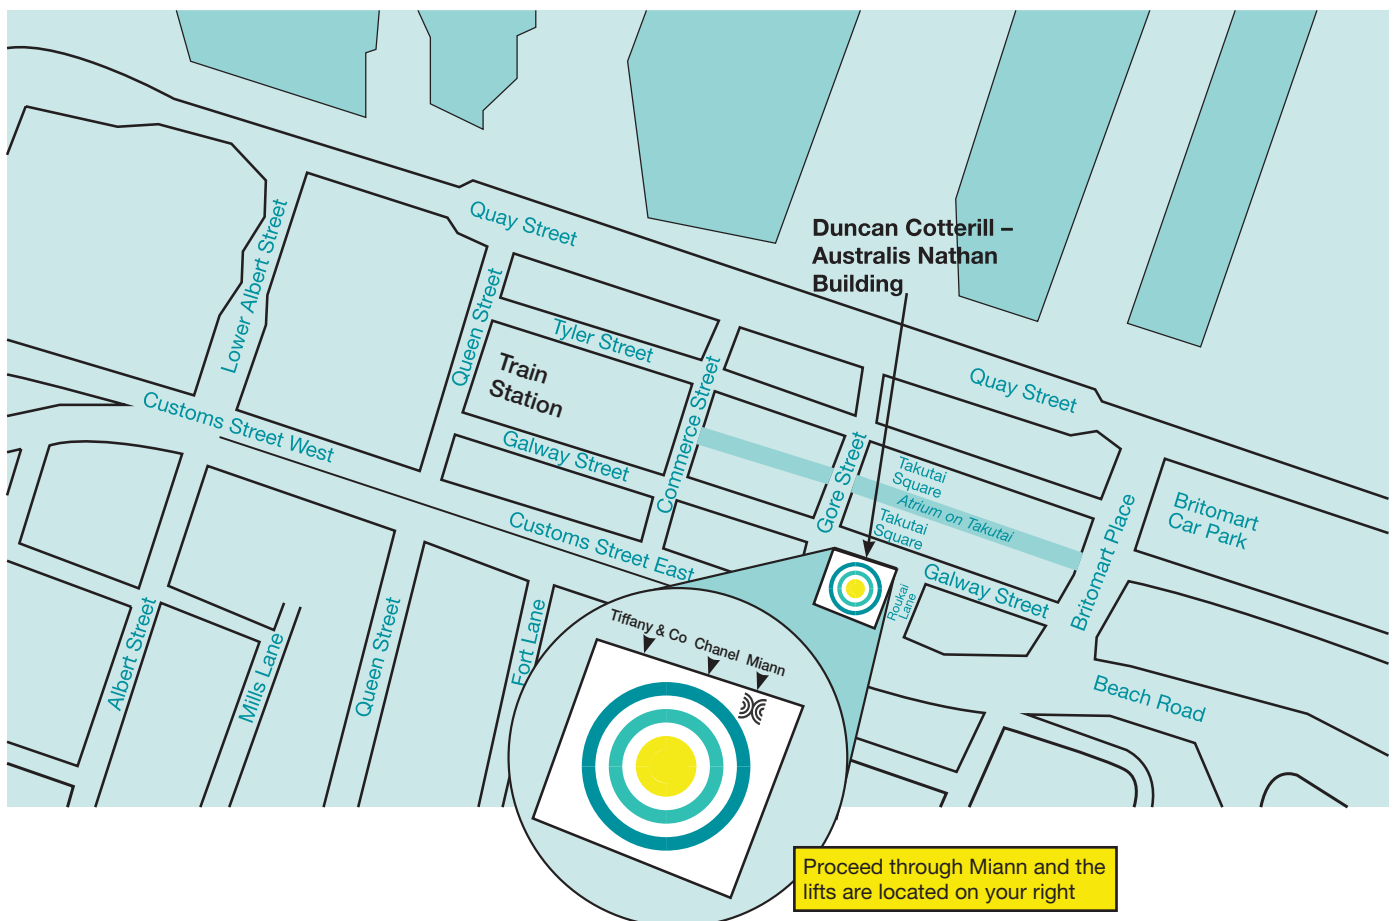 Quay Street
Duncan Cotterill –
Australis Nathan
Building
Lower Albert Street
Queen Street
Tyler Street
Train
Station
Commerce Street
Quay Street
Customs Street West
Galway Street
Gore Street
Takutai
Square
Atrium on Takutai
Takutai
Square
Britomart Place
Britomart
Car Park
Customs Street East
Galway Street
Roukai
Lane
Albert Street
Mills Lane
Queen Street
Fort Lane
Tiffany & Co
Chanel
Miann
Beach Road
Proceed through Miann and the
lifts are located on your right